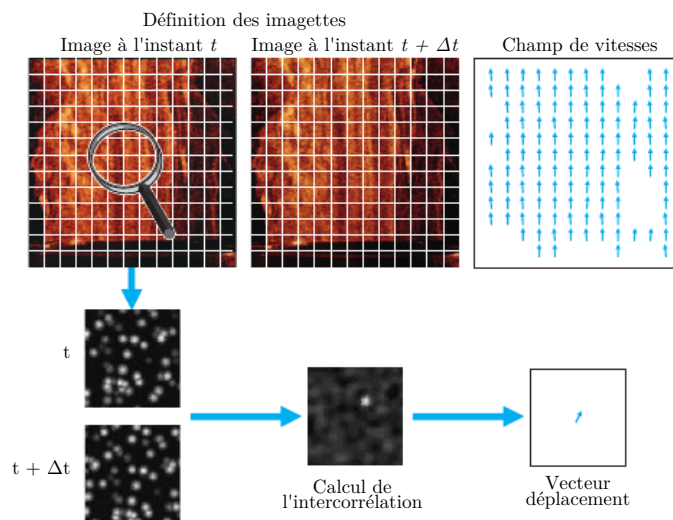 Définition des imagettes
Image à l'instant t
Image à l'instant t + Δt
Champ de vitesses
t
t + Δt
Calcul de
l'intercorrélation
Vecteur
déplacement